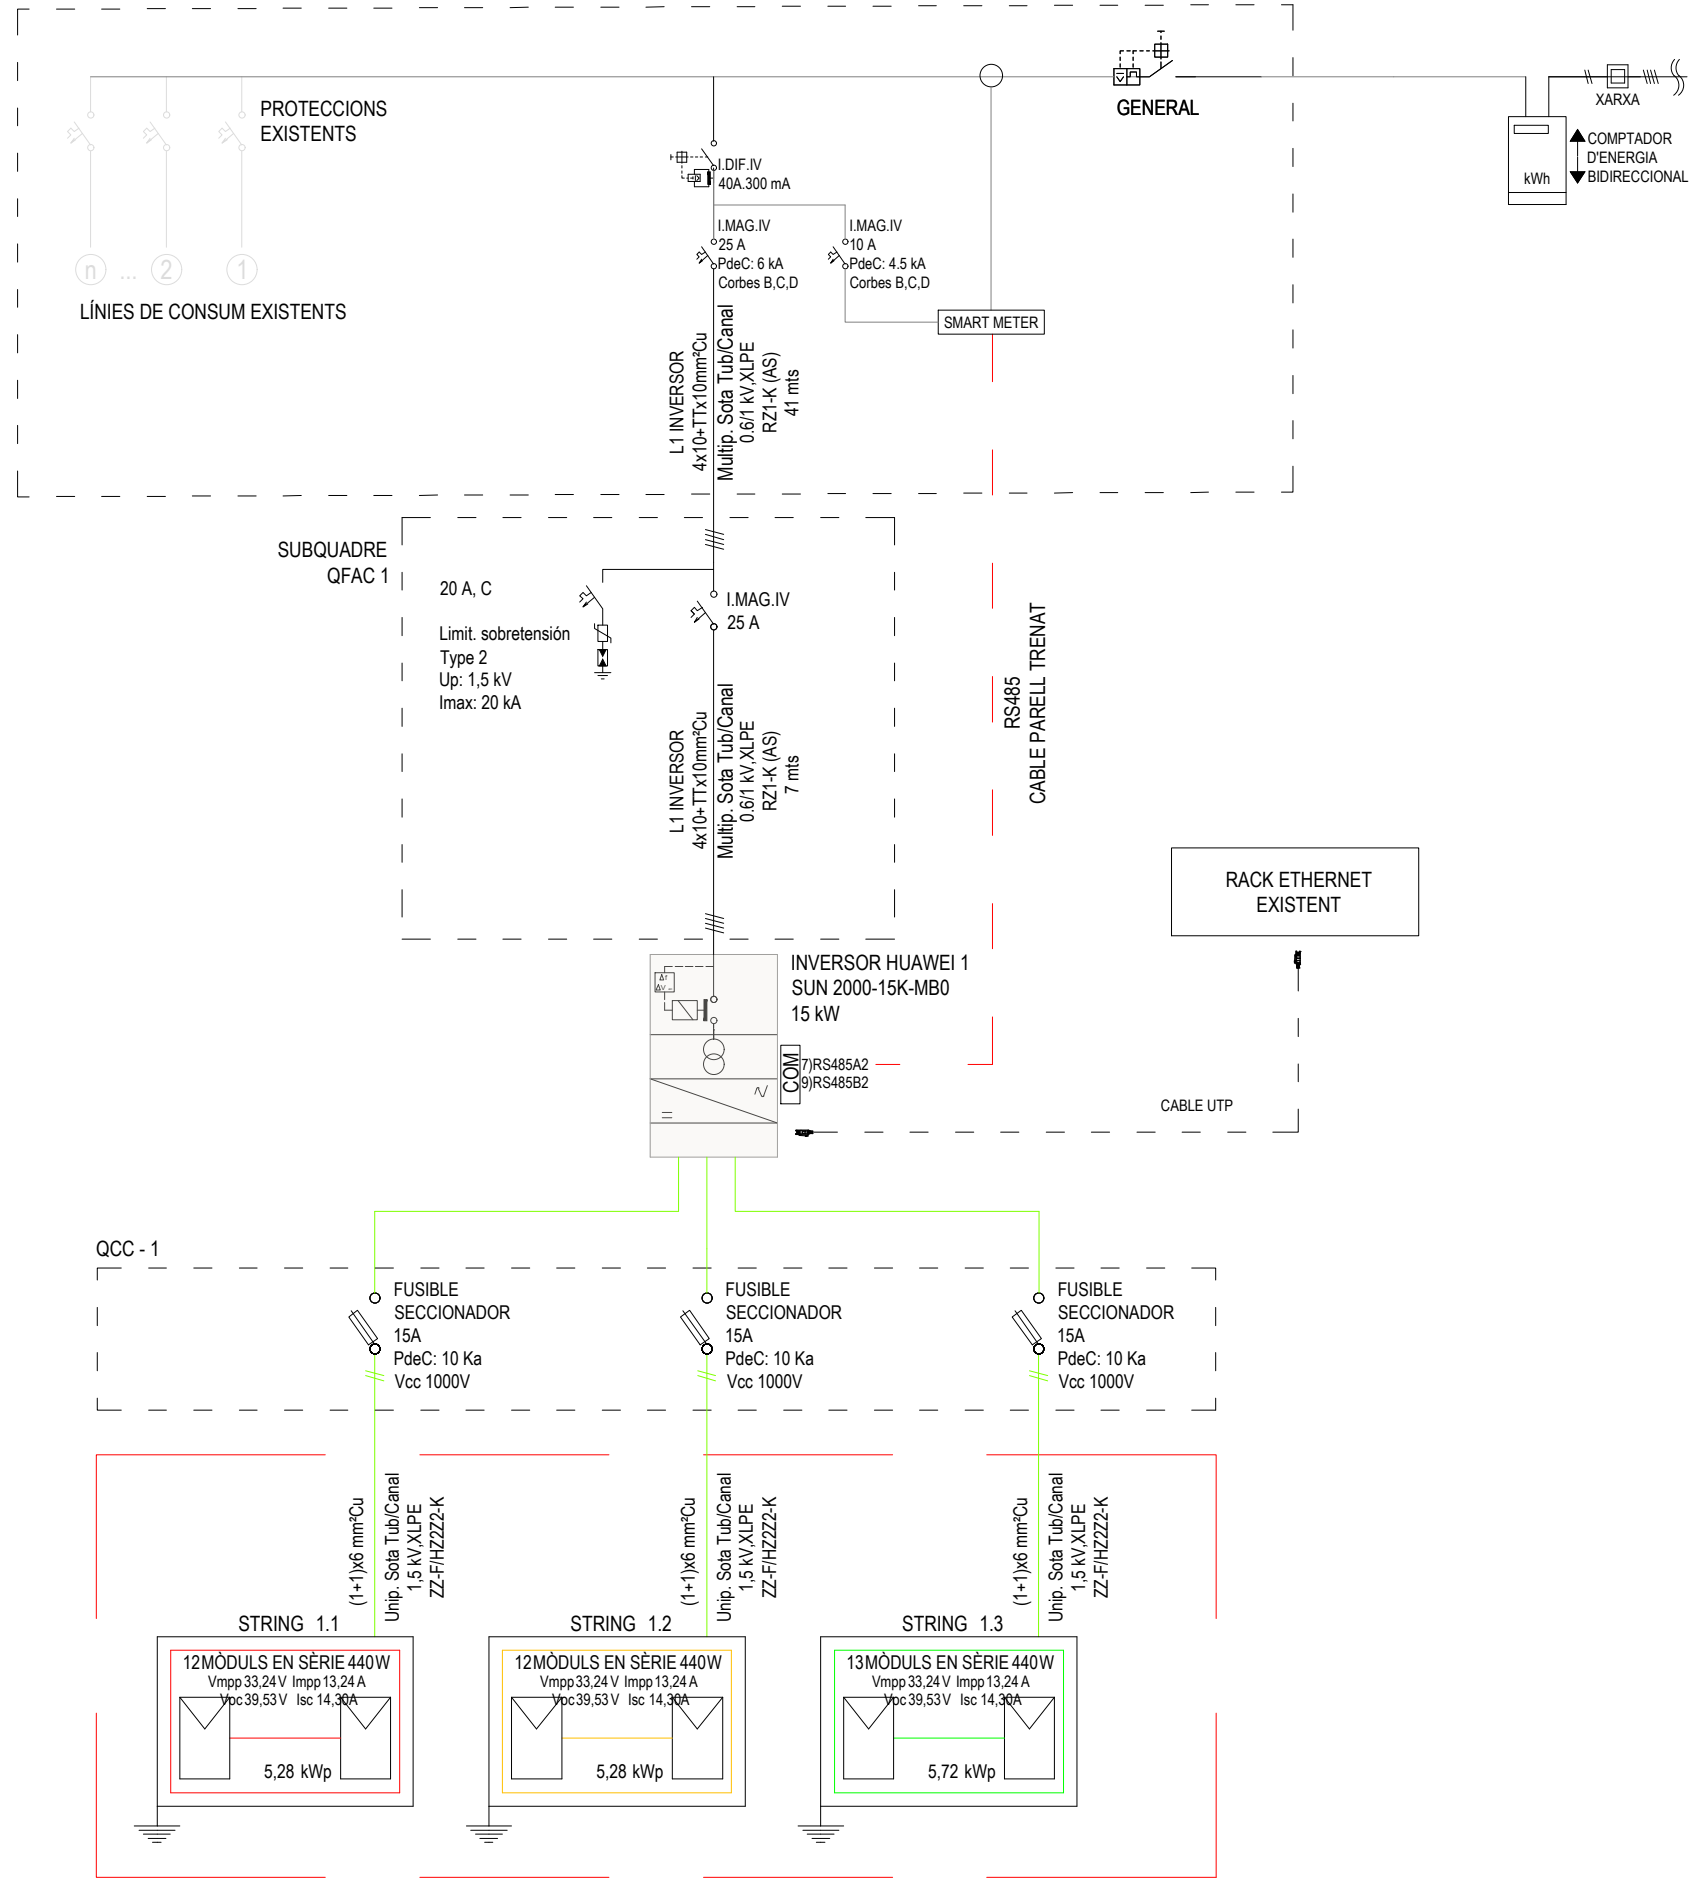 PROTECCIONS
EXISTENTS
GENERAL
XARXA
COMPTADOR
D'ENERGIA
BIDIRECCIONAL
kWh
I.DIF.IV
40A.300 mA
I.MAG.IV
25 A
PdeC: 6 kA
Corbes B,C,D
I.MAG.IV
10 A
PdeC: 4.5 kA
Corbes B,C,D
n ... 2 1
LÍNIES DE CONSUM EXISTENTS
SMART METER
L1 INVERSOR
4x10+TTx10mm²Cu
Multip. Sota Tub/Canal
0.6/1 kV,XLPE
RZ1-K (AS)
41 mts
SUBQUADRE
QFAC 1
20 A, C
Limit. sobretensión
Type 2
Up: 1,5 kV
Imax: 20 kA
I.MAG.IV
25 A
L1 INVERSOR
4x10+TTx10mm²Cu
Multip. Sota Tub/Canal
0.6/1 kV,XLPE
RZ1-K (AS)
7 mts
RS485
CABLE PARELL TRENAT
RACK ETHERNET
EXISTENT
INVERSOR HUAWEI 1
SUN 2000-15K-MB0
15 kW
COM
7)RS485A2
9)RS485B2
CABLE UTP
QCC - 1
FUSIBLE
SECCIONADOR
15A
PdeC: 10 Ka
Vcc 1000V
FUSIBLE
SECCIONADOR
15A
PdeC: 10 Ka
Vcc 1000V
FUSIBLE
SECCIONADOR
15A
PdeC: 10 Ka
Vcc 1000V
(1+1)x6 mm²Cu
Unip. Sota Tub/Canal
1,5 kV,XLPE
ZZ-F/HZ2Z2-K
(1+1)x6 mm²Cu
Unip. Sota Tub/Canal
1,5 kV,XLPE
ZZ-F/HZ2Z2-K
(1+1)x6 mm²Cu
Unip. Sota Tub/Canal
1,5 kV,XLPE
ZZ-F/HZ2Z2-K
STRING 1.1
12 MÒDULS EN SÈRIE 440W
Vmpp 33,24 V Impp 13,24 A
Voc 39,53 V Isc 14,30A
5,28 kWp
STRING 1.2
12 MÒDULS EN SÈRIE 440W
Vmpp 33,24 V Impp 13,24 A
Voc 39,53 V Isc 14,30A
5,28 kWp
STRING 1.3
13 MÒDULS EN SÈRIE 440W
Vmpp 33,24 V Impp 13,24 A
Voc 39,53 V Isc 14,30A
5,72 kWp